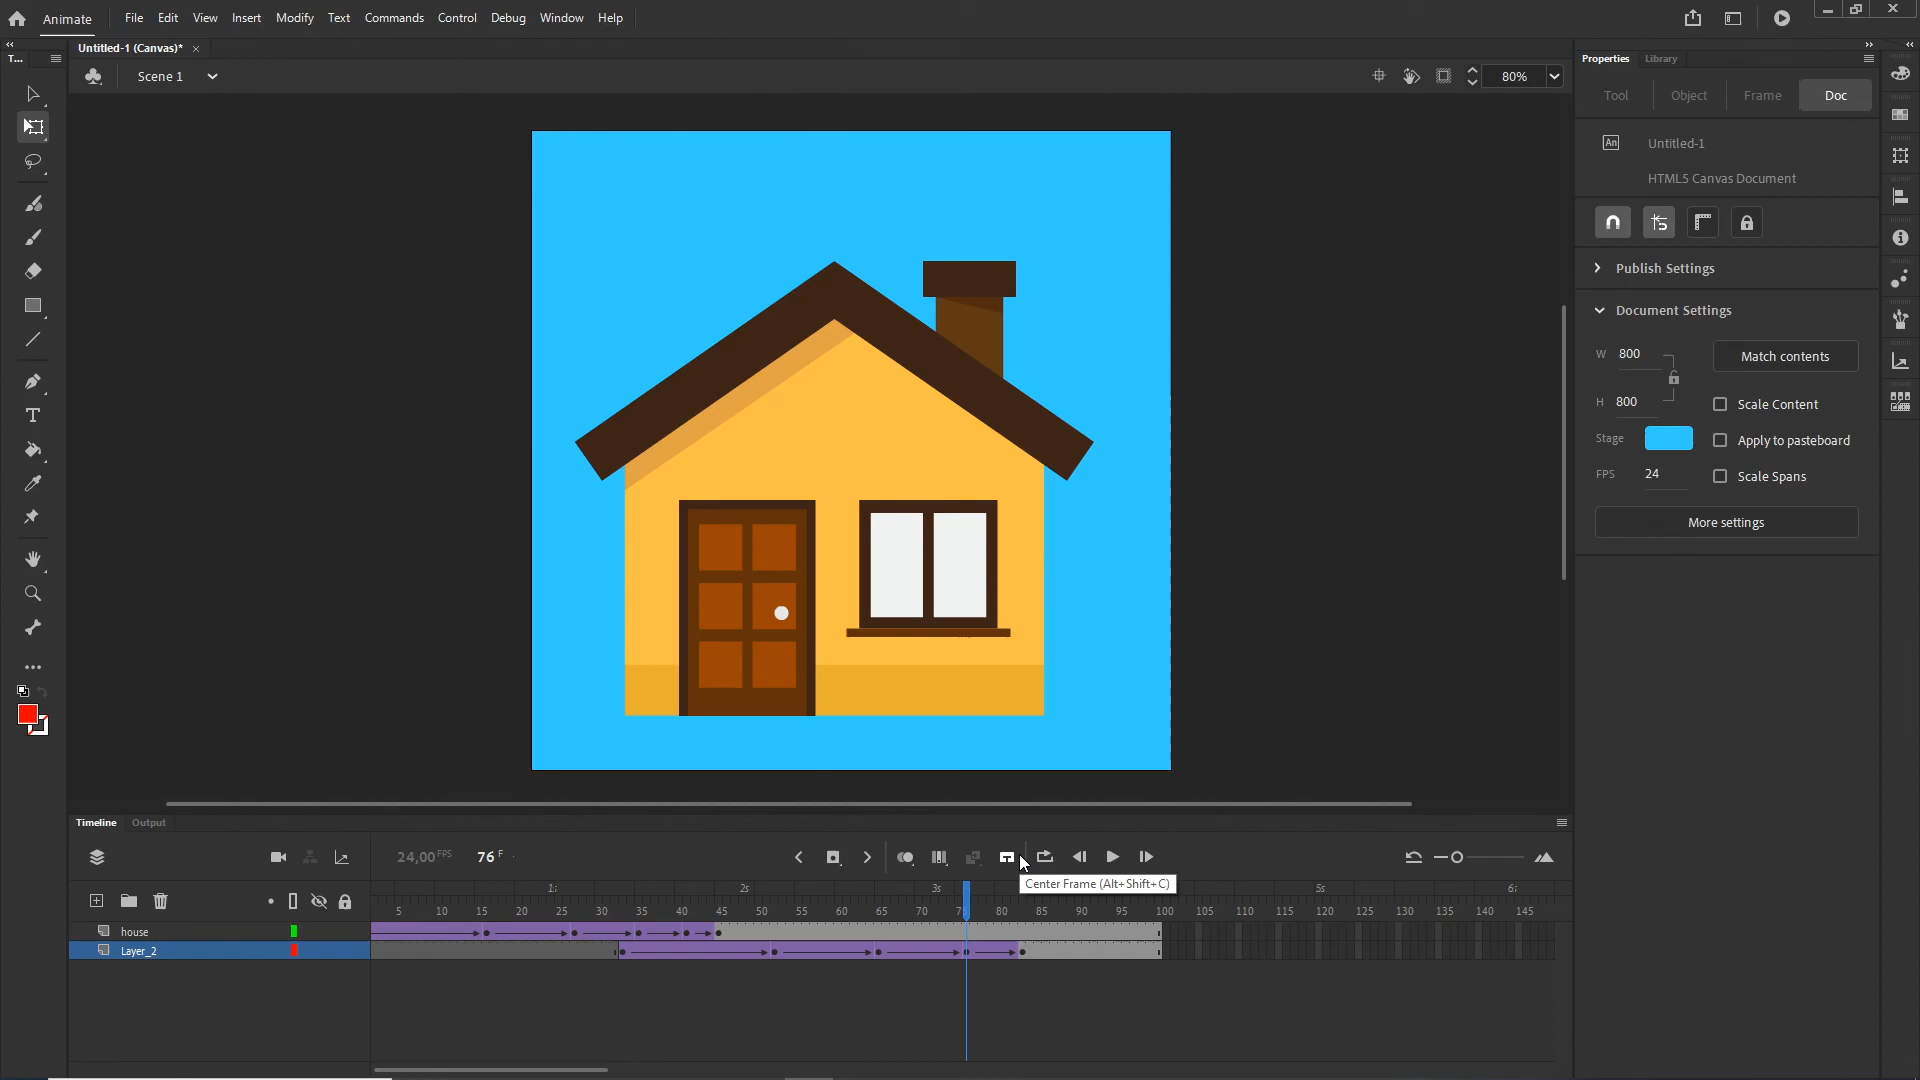 Animate File Edit View Insert Modify Text Commands Control Debug Window Help
Untitled-1 (Canvas)* ×
T...
Scene 1
80%
Properties Library
Tool Object Frame Doc
An Untitled-1
HTML5 Canvas Document
Publish Settings
Document Settings
W 800
Match contents
H 800
Scale Content
Stage
Apply to pasteboard
FPS 24
Scale Spans
More settings
Timeline Output
24,00 FPS 76 F
Center Frame (Alt+Shift+C)
1s 2s 3s 5s 6s
5 10 15 20 25 30 35 40 45 50 55 60 65 70 75 80 85 90 95 100 105 110 115 120 125 130 135 140 145
house
Layer_2